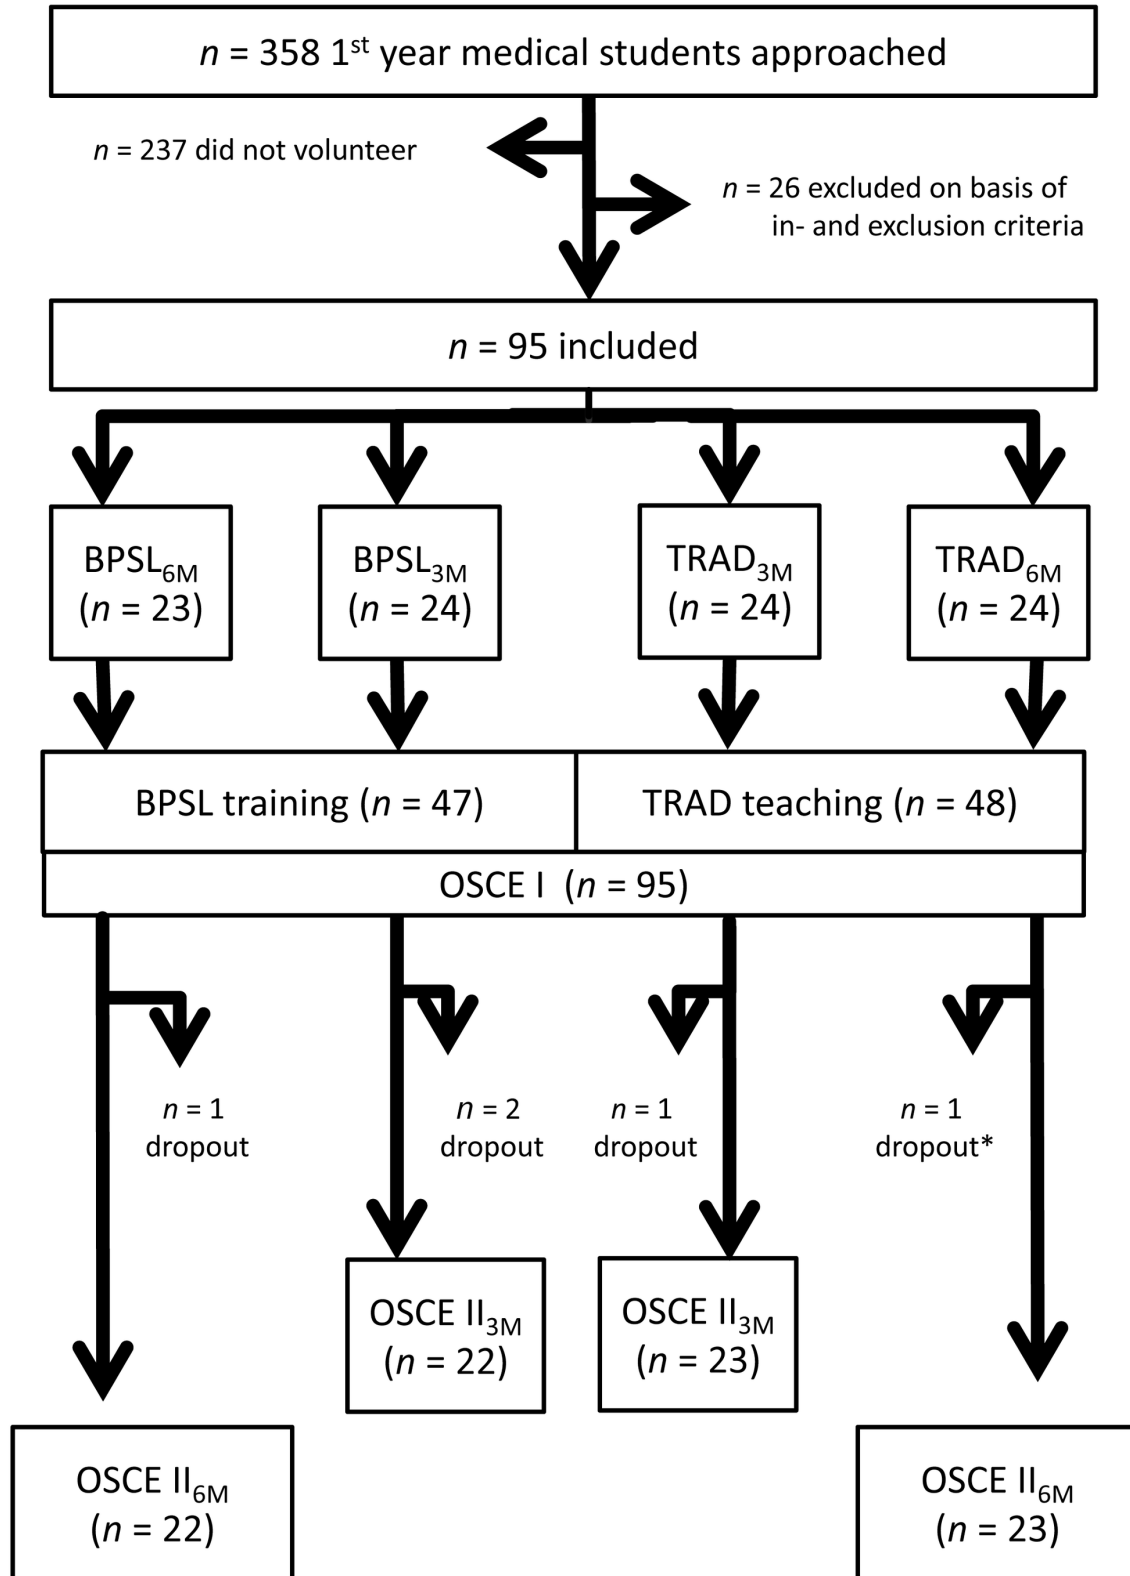 n = 358 1st year medical students approached
n = 237 did not volunteer
n = 26 excluded on basis of
in- and exclusion criteria
n = 95 included
BPSL6M
(n = 23)
BPSL3M
(n = 24)
TRAD3M
(n = 24)
TRAD6M
(n = 24)
BPSL training (n = 47)
TRAD teaching (n = 48)
OSCE I (n = 95)
n = 1
dropout
n = 2
dropout
n = 1
dropout
n = 1
dropout*
OSCE II3M
(n = 22)
OSCE II3M
(n = 23)
OSCE II6M
(n = 22)
OSCE II6M
(n = 23)